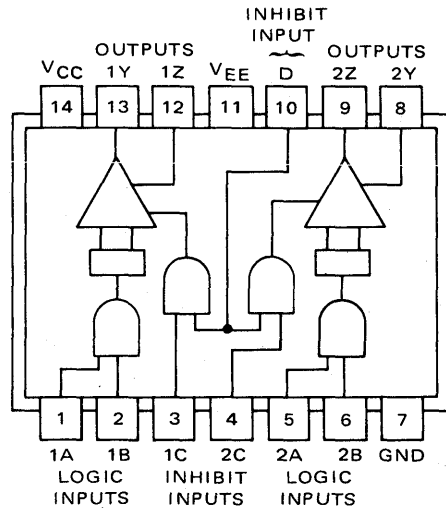 INHIBIT
INPUT
OUTPUTS OUTPUTS
VCC 1Y 1Z VEE D 2Z 2Y
14 13 12 11 10 9 8
1 2 3 4 5 6 7
1A 1B 1C 2C 2A 2B GND
LOGIC INHIBIT LOGIC
INPUTS INPUTS INPUTS